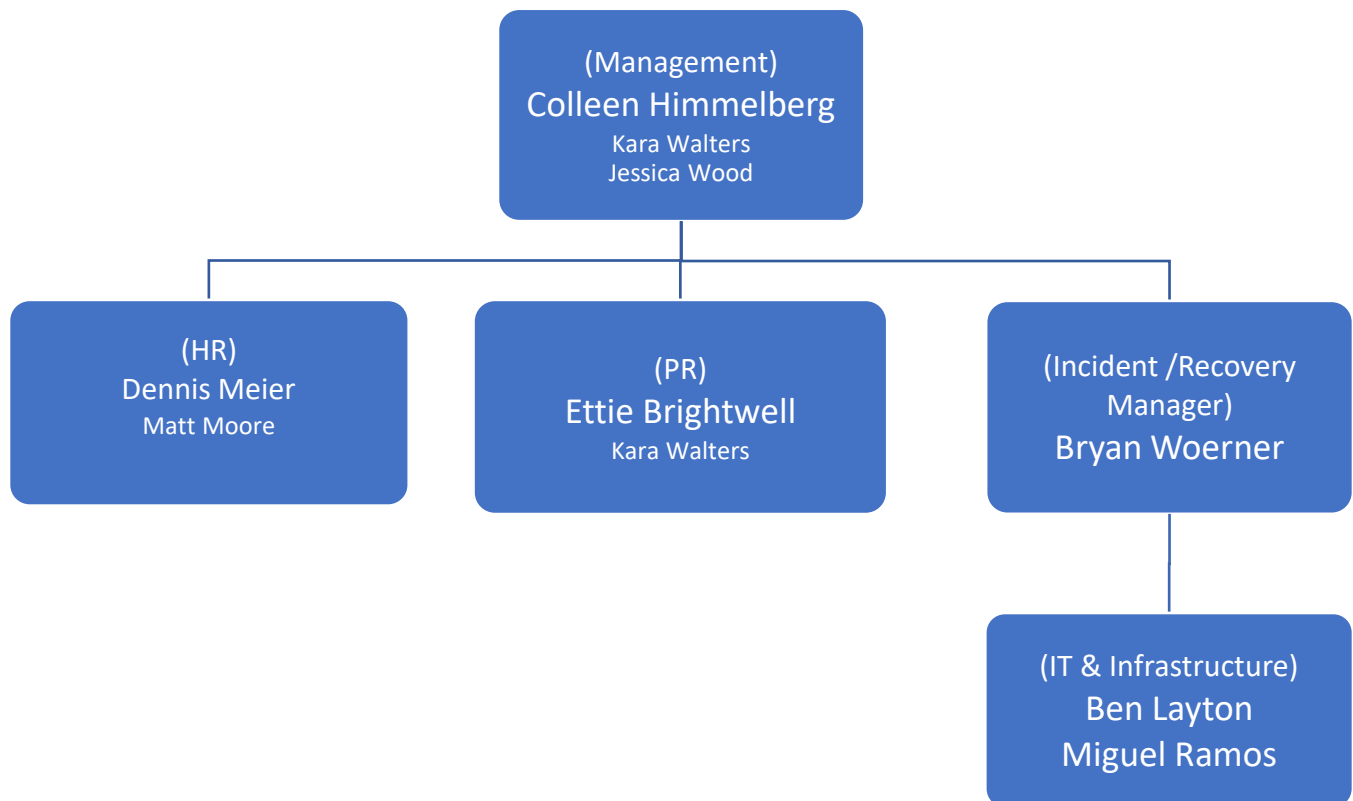 (Management)
Colleen Himmelberg
Kara Walters
Jessica Wood
(HR)
Dennis Meier
Matt Moore
(PR)
Ettie Brightwell
Kara Walters
(Incident /Recovery
Manager)
Bryan Woerner
(IT & Infrastructure)
Ben Layton
Miguel Ramos